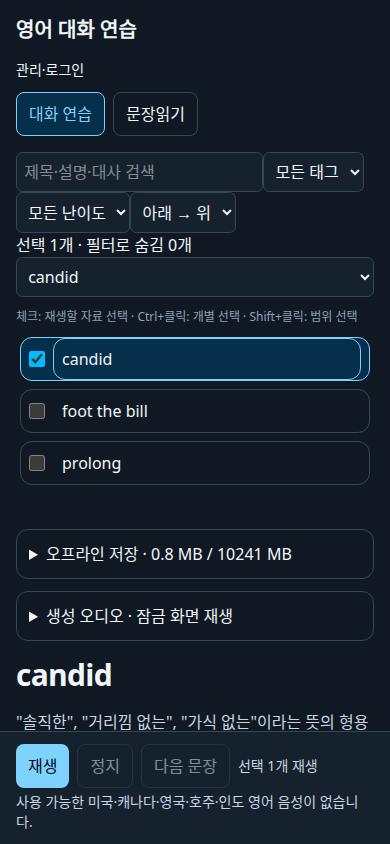 영어 대화 연습
관리·로그인
대화 연습 문장읽기
제목·설명·대사 검색 모든 태그
모든 난이도 아래 → 위
선택 1개 · 필터로 숨김 0개
candid
체크: 재생할 자료 선택 · Ctrl+클릭: 개별 선택 · Shift+클릭: 범위 선택
candid
foot the bill
prolong
▶ 오프라인 저장 · 0.8 MB / 10241 MB
▶ 생성 오디오 · 잠금 화면 재생
candid
"솔직한", "거리낌 없는", "가식 없는"이라는 뜻의 형용
재생 정지 다음 문장 선택 1개 재생
사용 가능한 미국·캐나다·영국·호주·인도 영어 음성이 없습니
다.